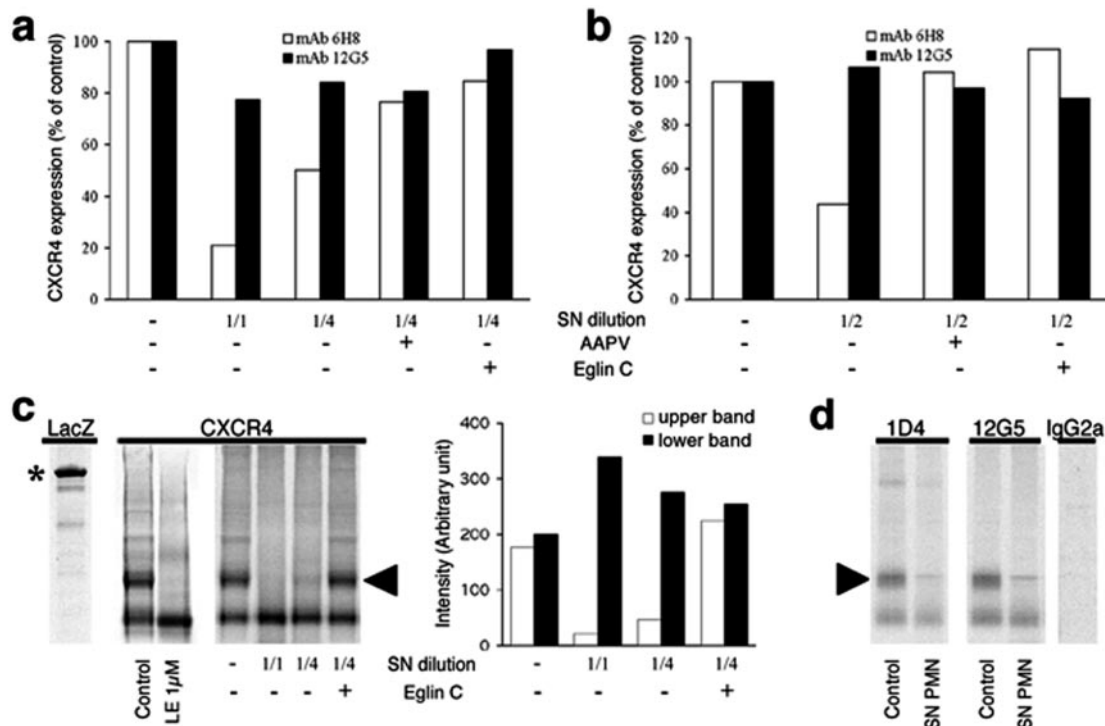 a
CXCR4 expression (% of control)
100
80
60
40
20
0
mAb 6H8
mAb 12G5
- 1/1 1/4 1/4 1/4
- - - + -
- - - - +
b
CXCR4 expression (% of control)
120
100
80
60
40
20
0
mAb 6H8
mAb 12G5
SN dilution - 1/2 1/2 1/2
AAPV - - + -
Eglin C - - - +
c
LacZ
CXCR4
*
Control
LE 1µM
- 1/1 1/4 1/4
- - - +
Intensity (Arbitrary unit)
400
300
200
100
0
upper band
lower band
SN dilution - 1/1 1/4 1/4
Eglin C - - - +
d
1D4
12G5
IgG2a
Control
SN PMN
Control
SN PMN